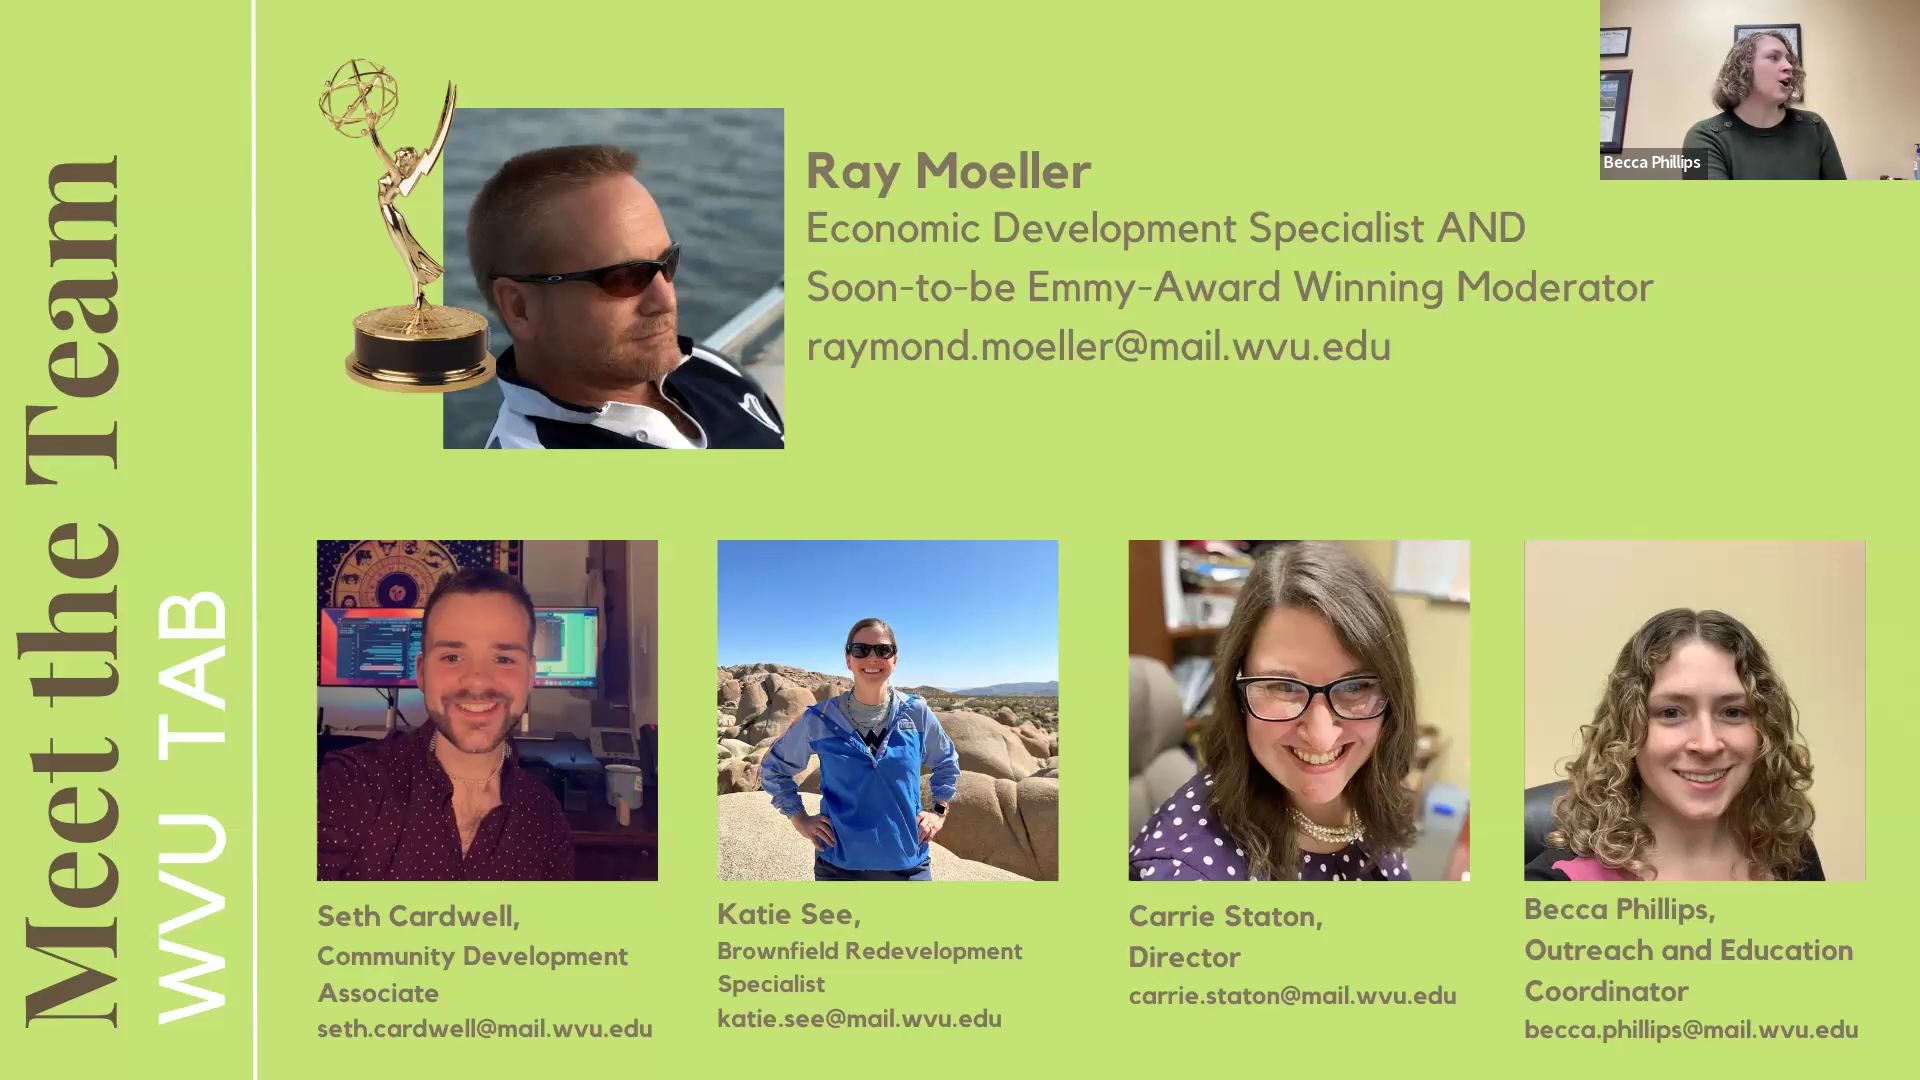 Meet the Team
WVU TAB
Ray Moeller
Economic Development Specialist AND
Soon-to-be Emmy-Award Winning Moderator
raymond.moeller@mail.wvu.edu
Becca Phillips
Seth Cardwell,
Community Development
Associate
seth.cardwell@mail.wvu.edu
Katie See,
Brownfield Redevelopment
Specialist
katie.see@mail.wvu.edu
Carrie Staton,
Director
carrie.staton@mail.wvu.edu
Becca Phillips,
Outreach and Education
Coordinator
becca.phillips@mail.wvu.edu